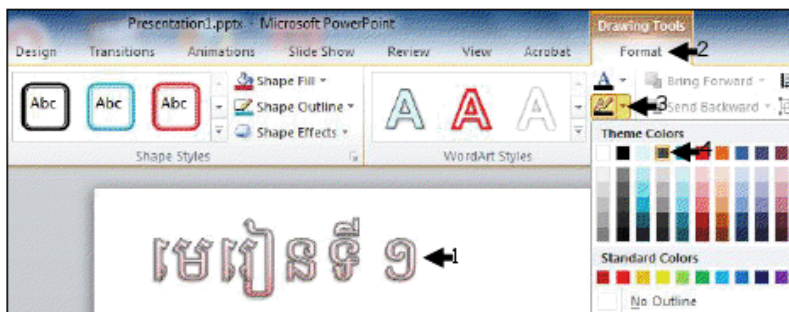 Presentation1.pptx - Microsoft PowerPoint Drawing Tools
Design Transitions Animations Slide Show Review View Acrobat Format 2
Abc Abc Abc Shape Fill A A A A Bring Forward
Shape Outline 3 Send Backward
Shape Effects Theme Colors
Shape Styles WordArt Styles 4
មេរៀនទី ១ 1
Standard Colors
No Outline